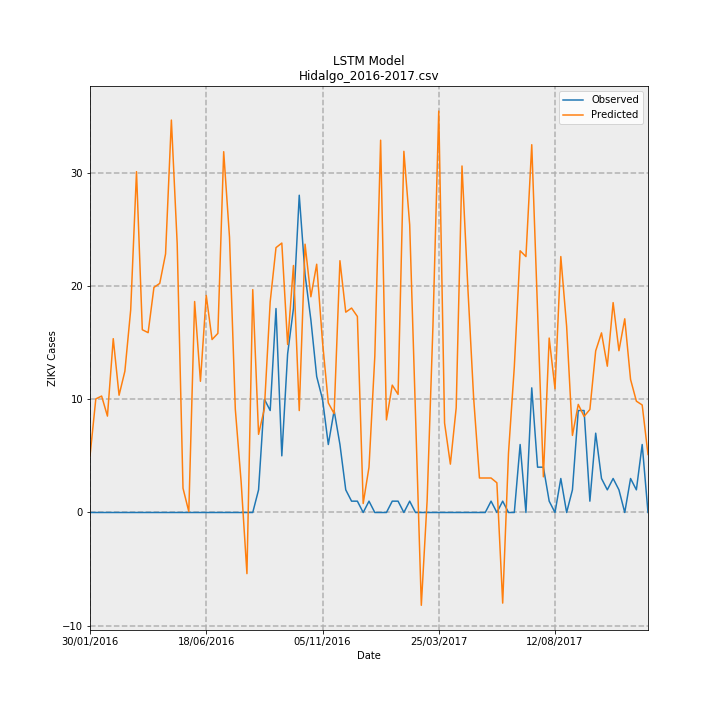 LSTM Model
Hidalgo_2016-2017.csv
Observed
Predicted
30
20
10
0
−10
ZIKV Cases
30/01/2016
18/06/2016
05/11/2016
25/03/2017
12/08/2017
Date